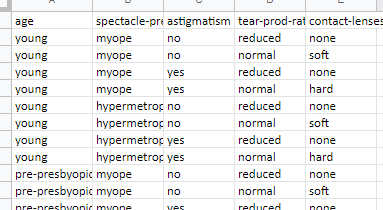 age spectacle-pre astigmatism tear-prod-rat contact-lenses
young myope no reduced none
young myope no normal soft
young myope yes reduced none
young myope yes normal hard
young hypermetrop no reduced none
young hypermetrop no normal soft
young hypermetrop yes reduced none
young hypermetrop yes normal hard
pre-presbyopic myope no reduced none
pre-presbyopic myope no normal soft
pre-presbyopic myope yes reduced none